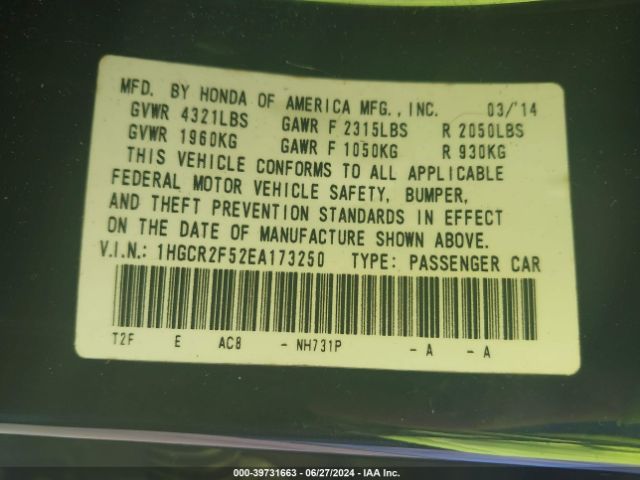 MFD. BY HONDA OF AMERICA MFG., INC. 03/'14
GVWR 4321LBS GAWR F 2315LBS R 2050LBS
GVWR 1960KG GAWR F 1050KG R 930KG
THIS VEHICLE CONFORMS TO ALL APPLICABLE
FEDERAL MOTOR VEHICLE SAFETY, BUMPER,
AND THEFT PREVENTION STANDARDS IN EFFECT
ON THE DATE OF MANUFACTURE SHOWN ABOVE.
V.I.N.: 1HGCR2F52EA173250 TYPE: PASSENGER CAR
T2F E AC8 - NH731P - A - A
000-39731663 - 06/27/2024 - IAA Inc.